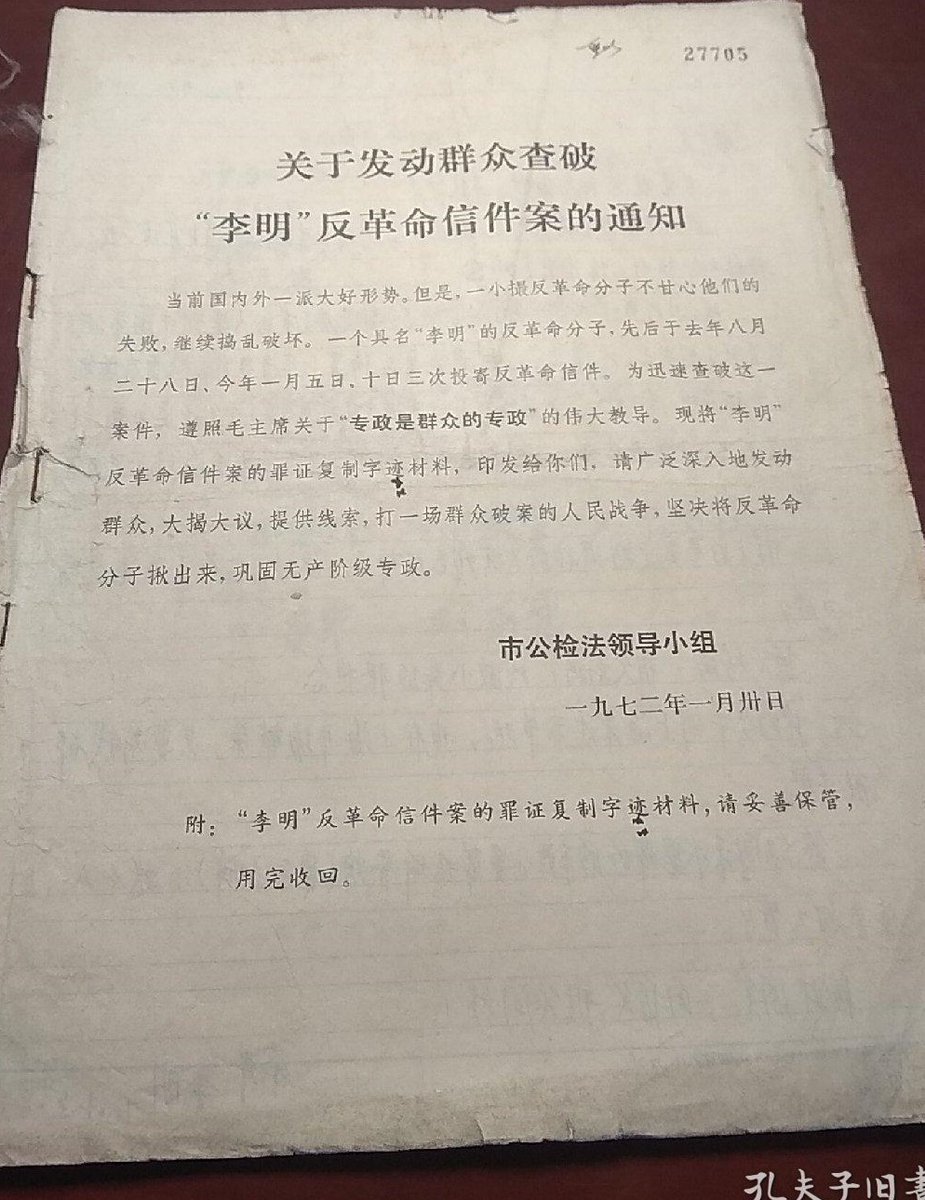 27705
关于发动群众查破
“李明”反革命信件案的通知
当前国内外一派大好形势。但是，一小撮反革命分子不甘心他们的
失败，继续捣乱破坏。一个具名“李明”的反革命分子，先后于去年八月
二十八日、今年一月五日、十日三次投寄反革命信件。为迅速查破这一
案件，遵照毛主席关于“专政是群众的专政”的伟大教导。现将“李明”
反革命信件案的罪证复制字迹材料，印发给你们，请广泛深入地发动
群众，大揭大议，提供线索，打一场群众破案的人民战争，坚决将反革命
分子揪出来，巩固无产阶级专政。
市公检法领导小组
一九七二年一月卅日
附：“李明”反革命信件案的罪证复制字迹材料，请妥善保管，
用完收回。
孔夫子旧书